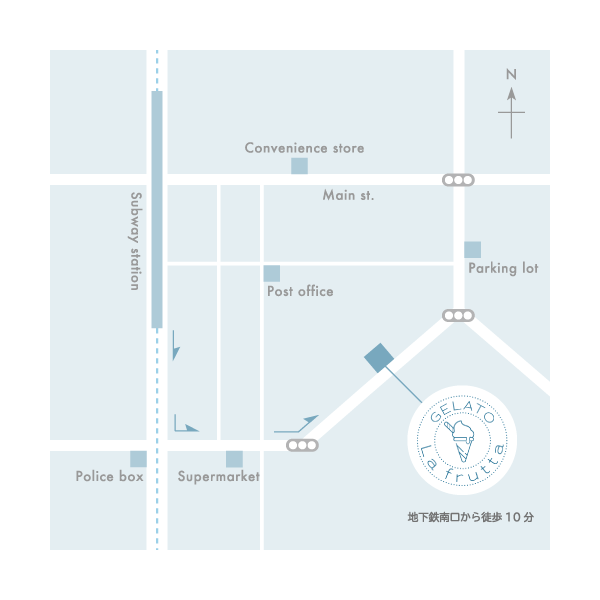 N
Convenience store
Main st.
Subway station
Parking lot
Post office
GELATO
La frutta
Police box
Supermarket
地下鉄南口から徒歩 10 分